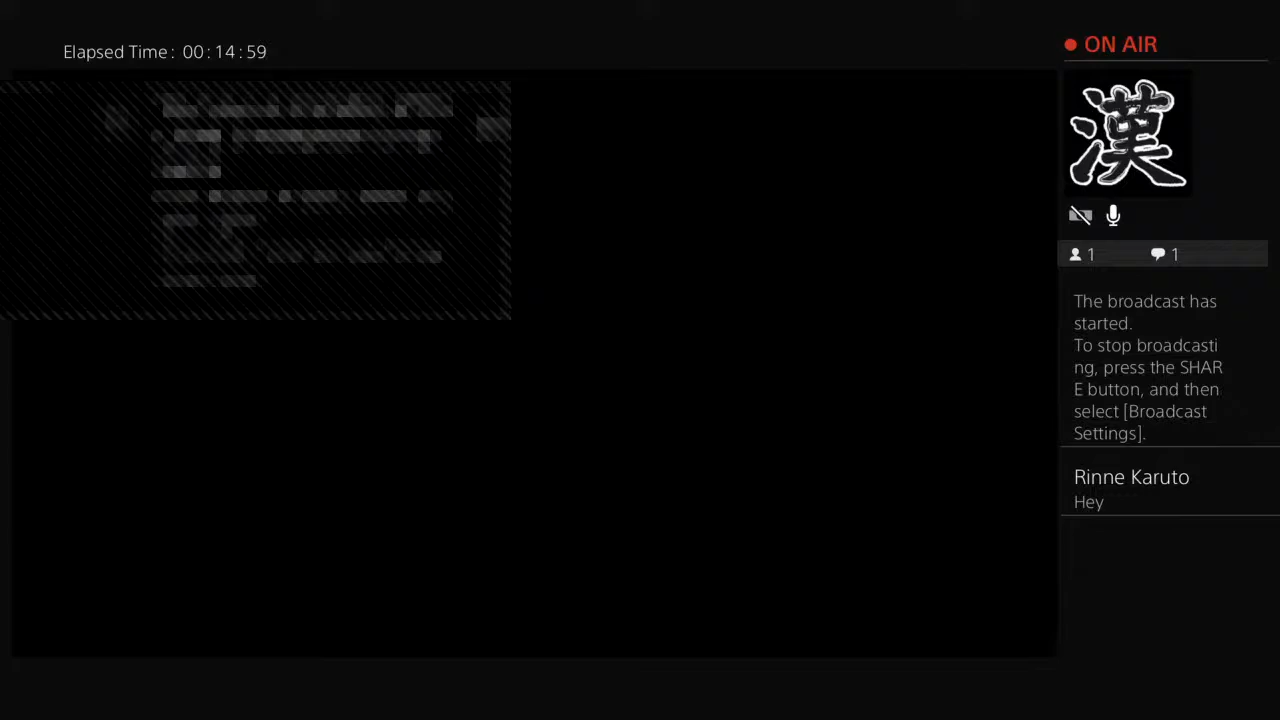 Elapsed Time: 00:14:59
ON AIR
漢
1 1
The broadcast has
started.
To stop broadcasti
ng, press the SHAR
E button, and then
select [Broadcast
Settings].
Rinne Karuto
Hey